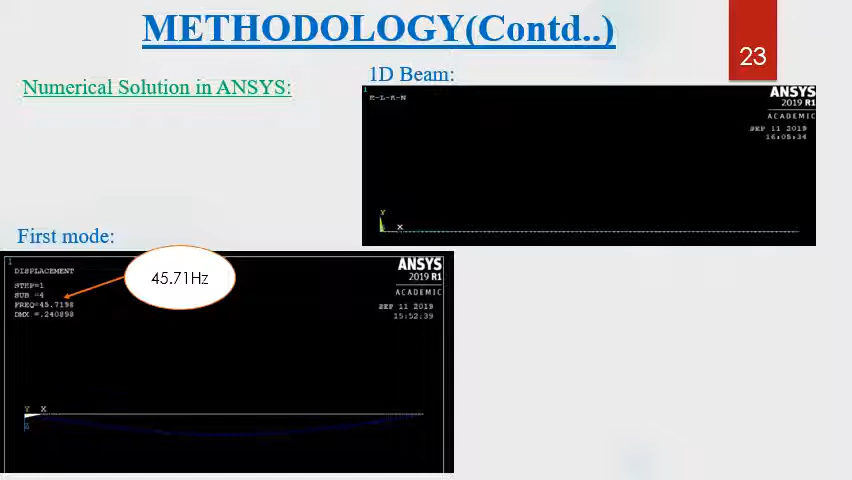 METHODOLOGY(Contd..)
23
Numerical Solution in ANSYS:
1D Beam:
1
E-L-K-N
ANSYS
2019 R1
ACADEMIC
SEP 11 2019
16:05:34
Y
X
First mode:
1
DISPLACEMENT
STEP=1
SUB =4
FREQ=45.7198
DMX =.240898
45.71Hz
ANSYS
2019 R1
ACADEMIC
SEP 11 2019
15:52:39
Y X
Z